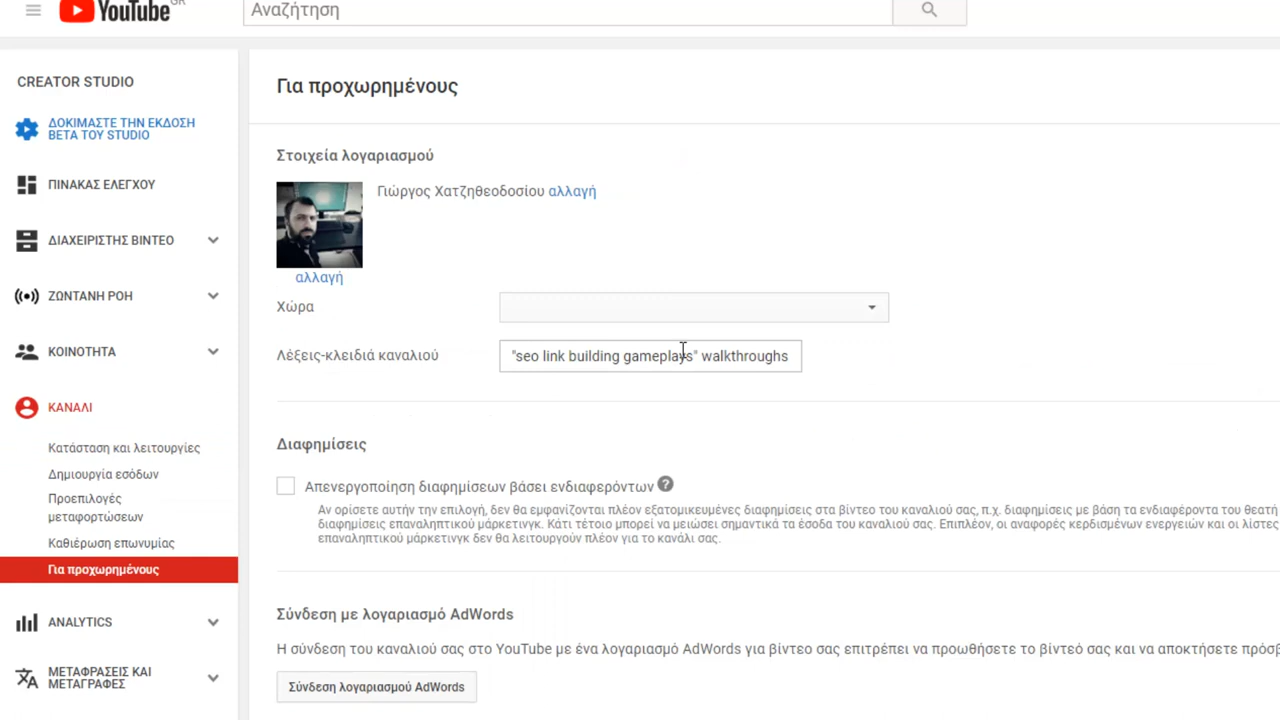 YouTube GR
Αναζήτηση
CREATOR STUDIO
ΔΟΚΙΜΑΣΤΕ ΤΗΝ ΕΚΔΟΣΗ
BETA ΤΟΥ STUDIO
ΠΙΝΑΚΑΣ ΕΛΕΓΧΟΥ
ΔΙΑΧΕΙΡΙΣΤΗΣ ΒΙΝΤΕΟ
ΖΩΝΤΑΝΗ ΡΟΗ
ΚΟΙΝΟΤΗΤΑ
ΚΑΝΑΛΙ
Κατάσταση και λειτουργίες
Δημιουργία εσόδων
Προεπιλογές
μεταφορτώσεων
Καθιέρωση επωνυμίας
Για προχωρημένους
ANALYTICS
ΜΕΤΑΦΡΑΣΕΙΣ ΚΑΙ
ΜΕΤΑΓΡΑΦΕΣ
Για προχωρημένους
Στοιχεία λογαριασμού
Γιώργος Χατζηθεοδοσίου αλλαγή
αλλαγή
Χώρα
Λέξεις-κλειδιά καναλιού
"seo link building gameplays" walkthroughs
Διαφημίσεις
Απενεργοποίηση διαφημίσεων βάσει ενδιαφερόντων ?
Αν ορίσετε αυτήν την επιλογή, δεν θα εμφανίζονται πλέον εξατομικευμένες διαφημίσεις στα βίντεο του καναλιού σας, π.χ. διαφημίσεις με βάση τα ενδιαφέροντα του θεατή
διαφημίσεις επαναληπτικού μάρκετινγκ. Κάτι τέτοιο μπορεί να μειώσει σημαντικά τα έσοδα του καναλιού σας. Επιπλέον, οι αναφορές κερδισμένων ενεργειών και οι λίστες
επαναληπτικού μάρκετινγκ δεν θα λειτουργούν πλέον για το κανάλι σας.
Σύνδεση με λογαριασμό AdWords
Η σύνδεση του καναλιού σας στο YouTube με ένα λογαριασμό AdWords για βίντεο σας επιτρέπει να προωθήσετε το βίντεό σας και να αποκτήσετε πρόσβ
Σύνδεση λογαριασμού AdWords